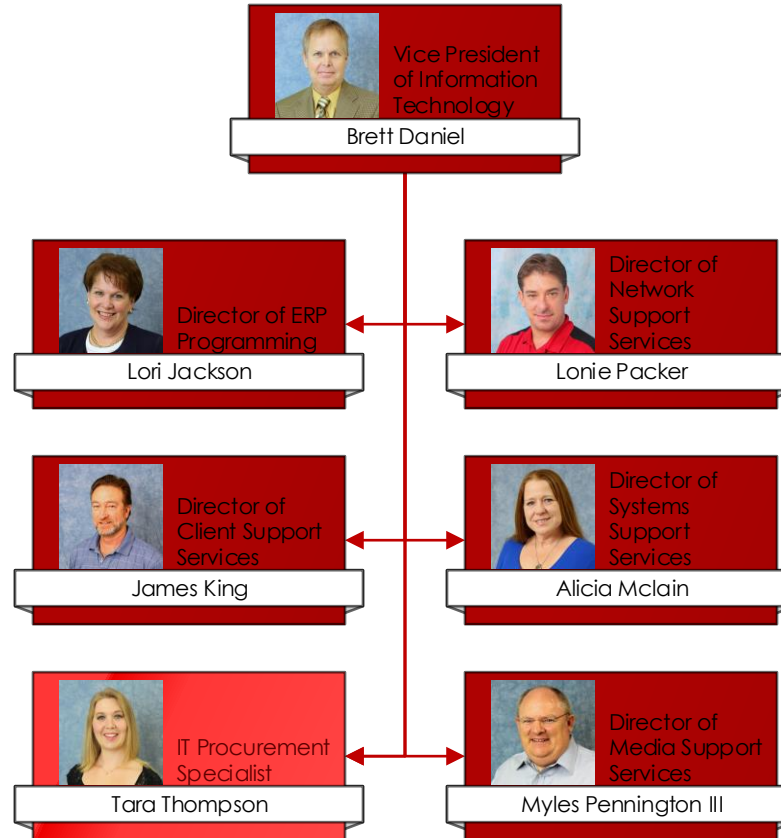 Vice President
of Information
Technology
Brett Daniel
Director of ERP
Programming
Lori Jackson
Director of
Network
Support
Services
Lonie Packer
Director of
Client Support
Services
James King
Director of
Systems
Support
Services
Alicia Mclain
IT Procurement
Specialist
Tara Thompson
Director of
Media Support
Services
Myles Pennington III